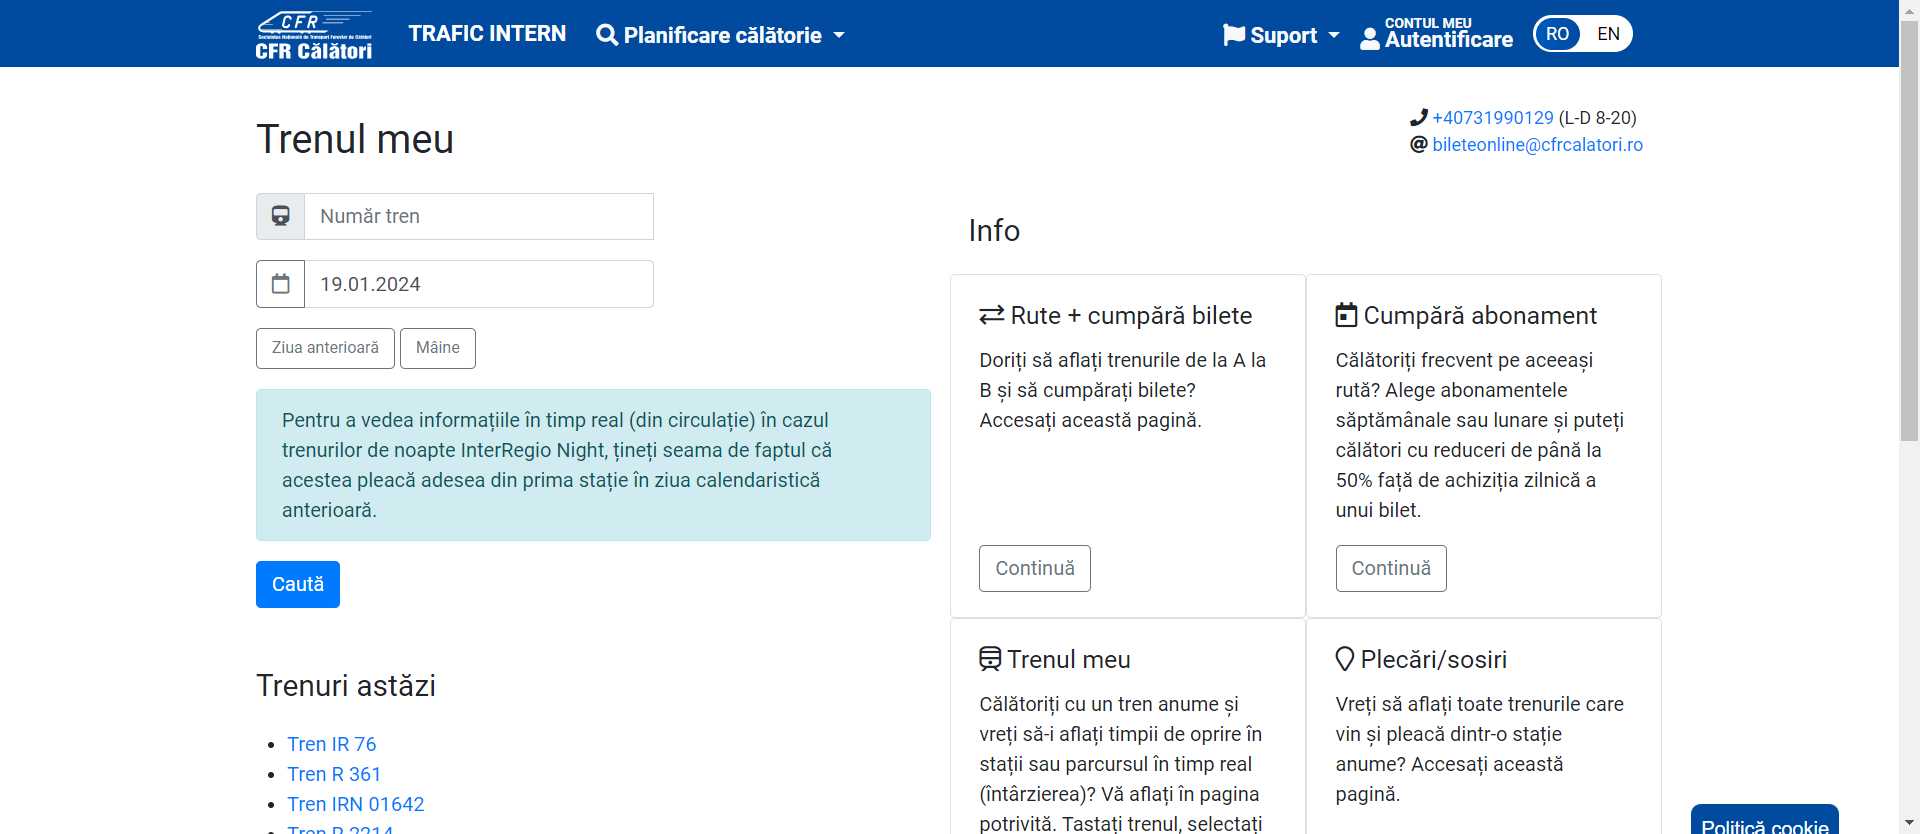 CFR
CFR Călători
TRAFIC INTERN
Planificare călătorie
Suport
CONTUL MEU
Autentificare
RO EN
+40731990129 (L-D 8-20)
bileteonline@cfrcalatori.ro
Trenul meu
Număr tren
19.01.2024
Ziua anterioară
Mâine
Pentru a vedea informațiile în timp real (din circulație) în cazul
trenurilor de noapte InterRegio Night, țineți seama de faptul că
acestea pleacă adesea din prima stație în ziua calendaristică
anterioară.
Caută
Trenuri astăzi
Tren IR 76
Tren R 361
Tren IRN 01642
Tren R 2214
Info
Rute + cumpără bilete
Doriți să aflați trenurile de la A la
B și să cumpărați bilete?
Accesați această pagină.
Continuă
Cumpără abonament
Călătoriți frecvent pe aceeași
rută? Alege abonamentele
săptămânale sau lunare și puteți
călători cu reduceri de până la
50% față de achiziția zilnică a
unui bilet.
Continuă
Trenul meu
Călătoriți cu un tren anume și
vreți să-i aflați timpii de oprire în
stații sau parcursul în timp real
(întârzierea)? Vă aflați în pagina
potrivită. Tastați trenul, selectați
Plecări/sosiri
Vreți să aflați toate trenurile care
vin și pleacă dintr-o stație
anume? Accesați această
pagină.
Politică cookie